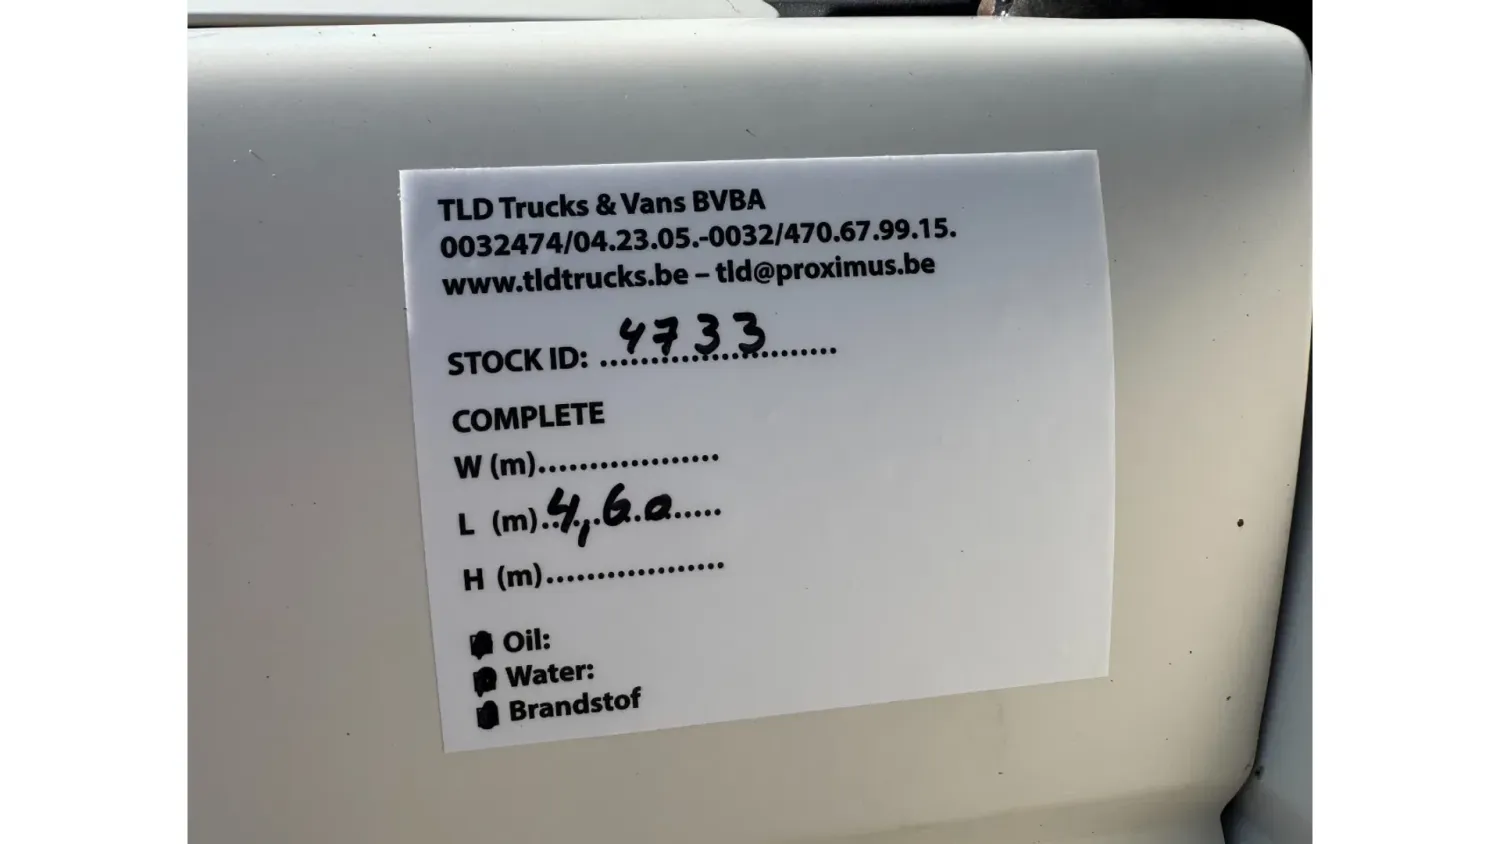 TLD Trucks & Vans BVBA
0032474/04.23.05.-0032/470.67.99.15.
www.tldtrucks.be – tld@proximus.be
STOCK ID: 4733
COMPLETE
W (m)..................
L (m) 4,60
H (m)..................
Oil:
Water:
Brandstof